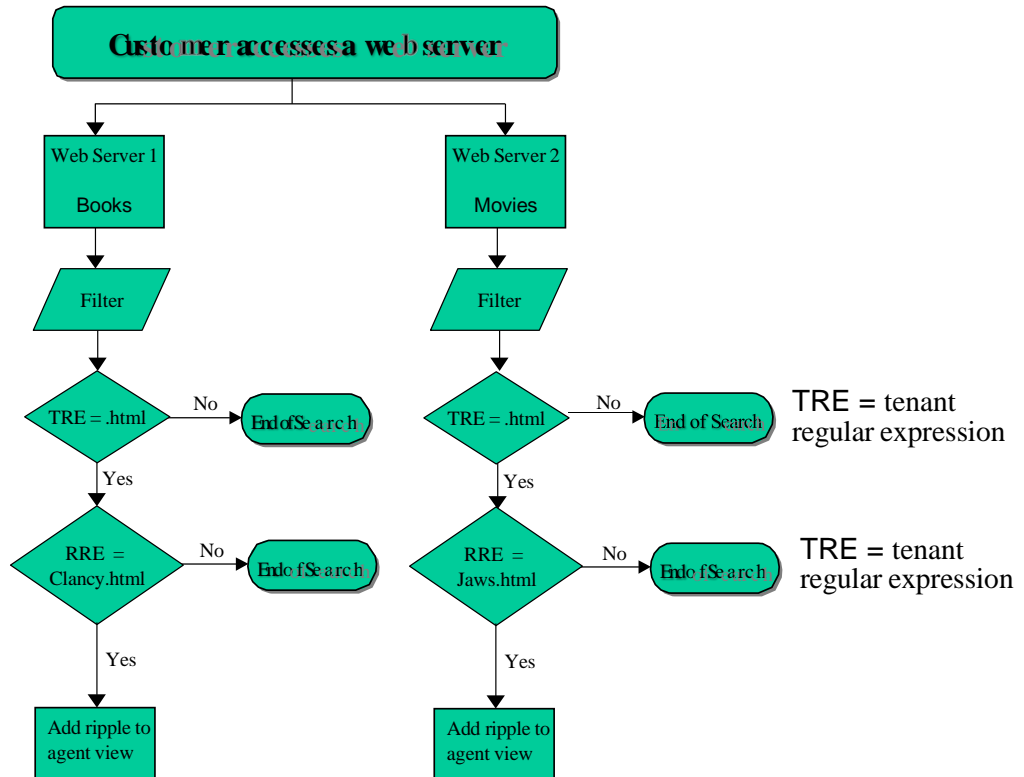 Customer accesses a web server
Web Server 1
Books
Web Server 2
Movies
Filter
Filter
TRE = .html
No
End of Search
TRE = .html
No
End of Search
TRE = tenant
regular expression
Yes
Yes
RRE =
Clancy.html
No
End of Search
RRE =
Jaws.html
No
End of Search
TRE = tenant
regular expression
Yes
Yes
Add ripple to
agent view
Add ripple to
agent view